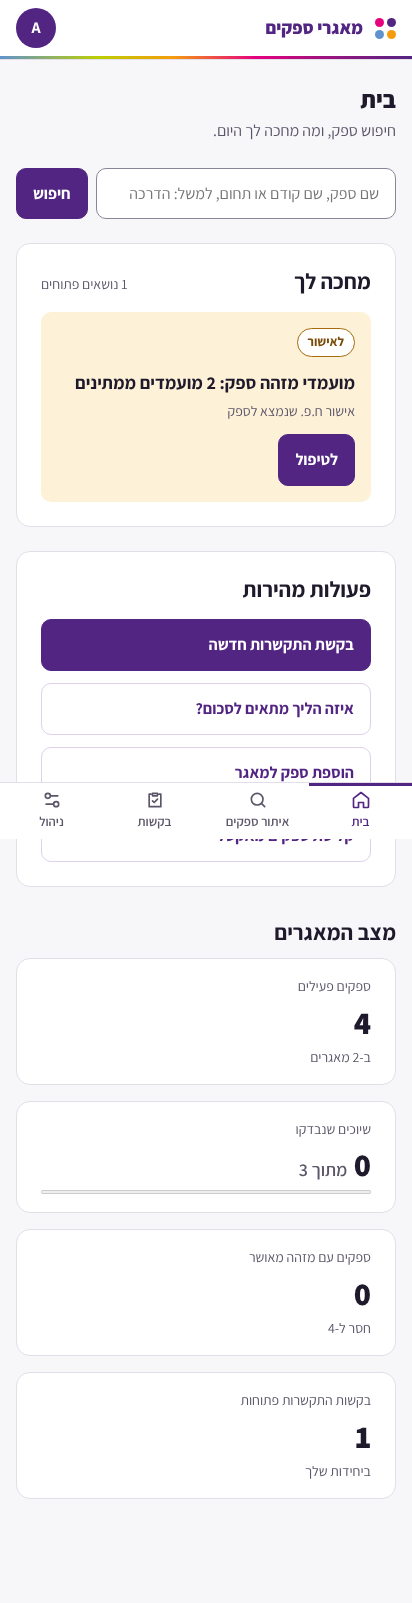 מאגרי ספקים
A
בית
חיפוש ספק, ומה מחכה לך היום.
שם ספק, שם קודם או תחום, למשל: הדרכה
חיפוש
מחכה לך
1 נושאים פתוחים
לאישור
מועמדי מזהה ספק: 2 מועמדים ממתינים
אישור ח.פ. שנמצא לספק
לטיפול
פעולות מהירות
בקשת התקשרות חדשה
איזה הליך מתאים לסכום?
הוספת ספק למאגר
בית
איתור ספקים
בקשות
ניהול
מצב המאגרים
ספקים פעילים
4
ב-2 מאגרים
שיוכים שנבדקו
0 מתוך 3
ספקים עם מזהה מאושר
0
חסר ל-4
בקשות התקשרות פתוחות
1
ביחידות שלך